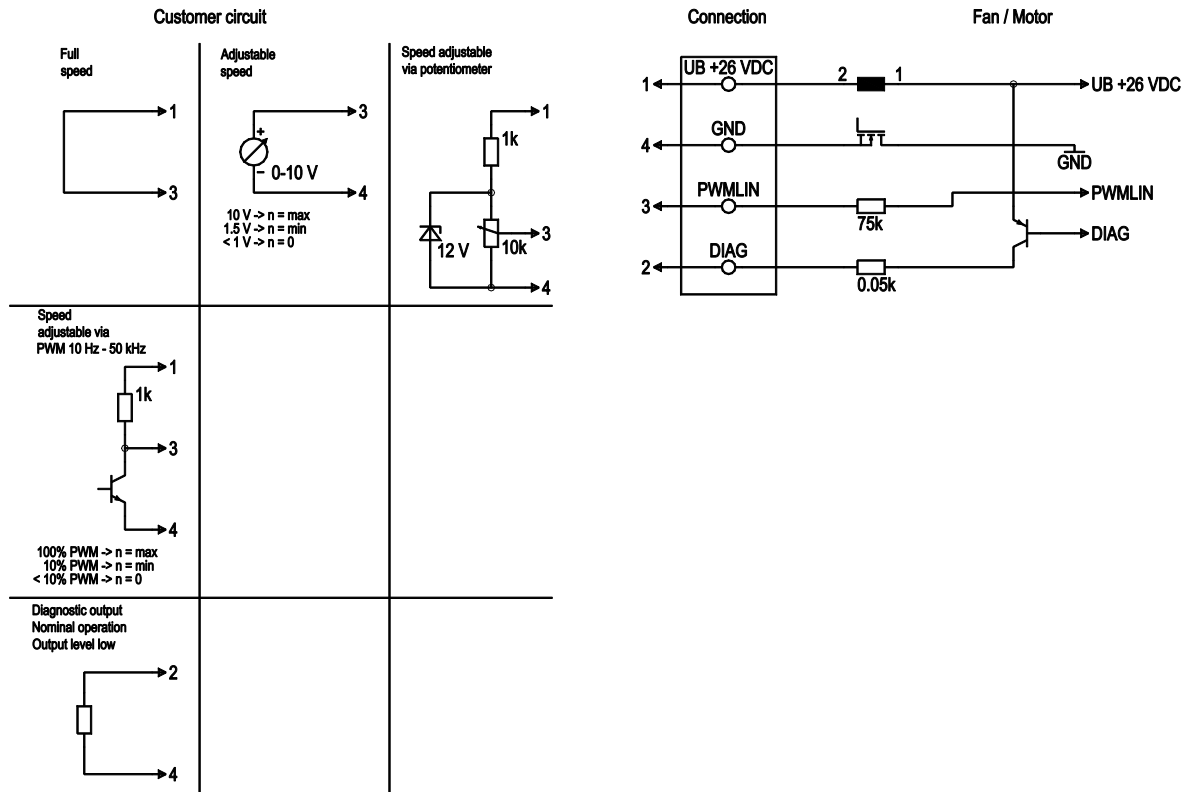 Customer circuit
Full
speed
1
3
Adjustable
speed
3
+
− 0-10 V
4
10 V -> n = max
1.5 V -> n = min
< 1 V -> n = 0
Speed adjustable
via potentiometer
1
1k
3
12 V
10k
4
Speed
adjustable via
PWM 10 Hz - 50 kHz
1
1k
3
4
100% PWM -> n = max
10% PWM -> n = min
< 10% PWM -> n = 0
Diagnostic output
Nominal operation
Output level low
2
4
Connection
Fan / Motor
1 UB +26 VDC 2 1 UB +26 VDC
4 GND GND
3 PWMLIN 75k PWMLIN
DIAG
2 DIAG 0.05k